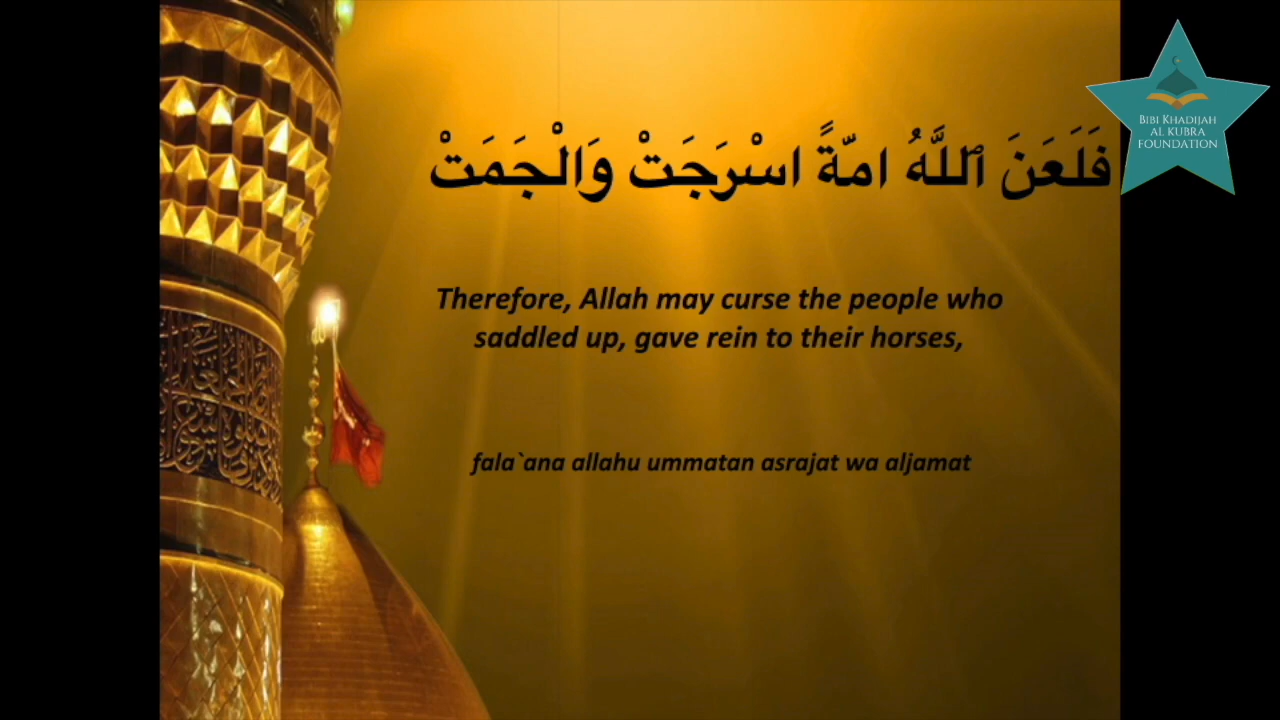 فَلَعَنَ ٱللَّهُ امّةً اسْرَجَتْ وَالْجَمَتْ
Therefore, Allah may curse the people who
saddled up, gave rein to their horses,
fala`ana allahu ummatan asrajat wa aljamat
BIBI KHADIJAH
AL KUBRA
FOUNDATION